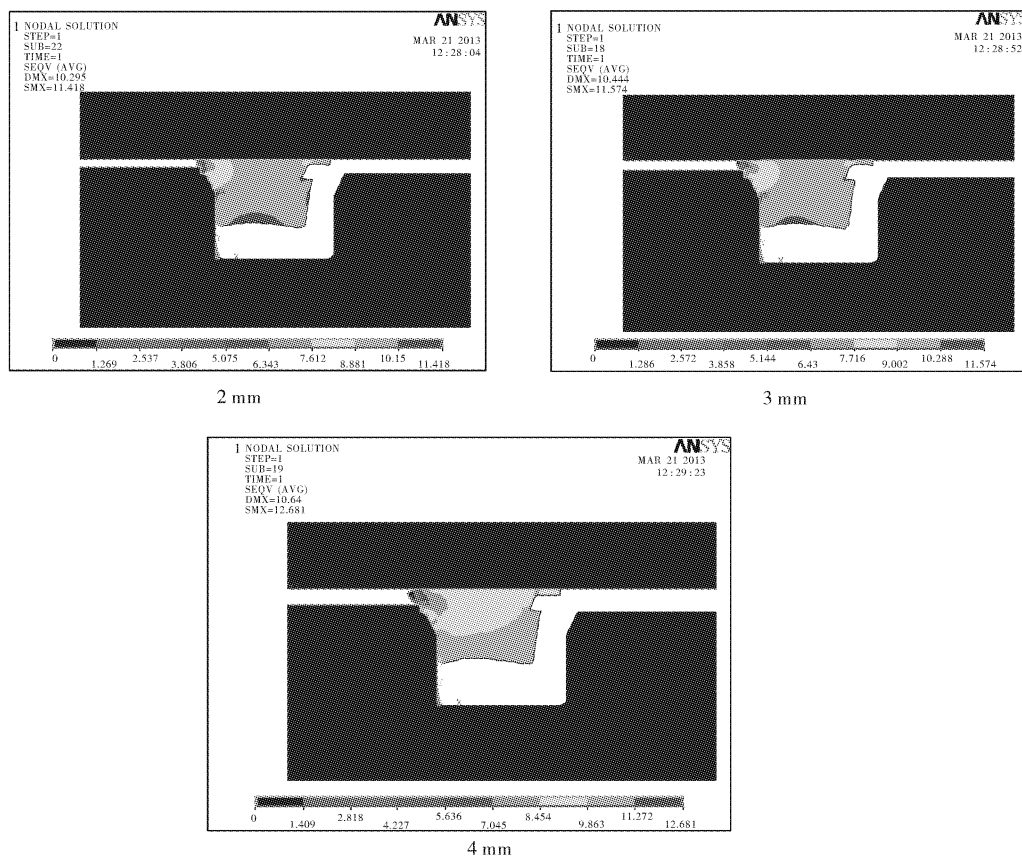 1 NODAL SOLUTION
STEP=1
SUB=22
TIME=1
SEQV (AVG)
DMX=10.295
SMX=11.418
ANSYS
MAR 21 2013
12:28:04
0 1.269 2.537 3.806 5.075 6.343 7.612 8.881 10.15 11.418
2 mm
1 NODAL SOLUTION
STEP=1
SUB=18
TIME=1
SEQV (AVG)
DMX=10.444
SMX=11.574
ANSYS
MAR 21 2013
12:28:52
0 1.286 2.572 3.858 5.144 6.43 7.716 9.002 10.288 11.574
3 mm
1 NODAL SOLUTION
STEP=1
SUB=19
TIME=1
SEQV (AVG)
DMX=10.64
SMX=12.681
ANSYS
MAR 21 2013
12:29:23
0 1.409 2.818 4.227 5.636 7.045 8.454 9.863 11.272 12.681
4 mm